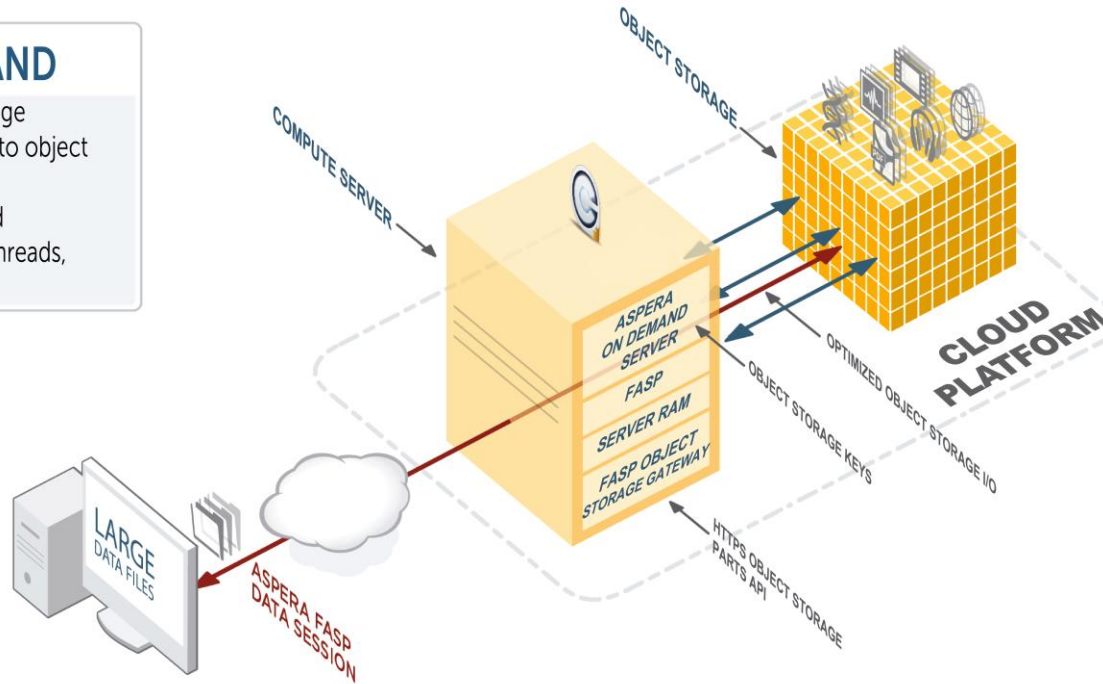 AND
ge
to object
d
hreads,
OBJECT STORAGE
COMPUTE SERVER
ASPERA
ON DEMAND
SERVER
FASP
SERVER RAM
FASP OBJECT
STORAGE GATEWAY
CLOUD
PLATFORM
OPTIMIZED OBJECT STORAGE I/O
OBJECT STORAGE KEYS
HTTPS OBJECT STORAGE
PARTS API
LARGE
DATA FILES
ASPERA FASP
DATA SESSION